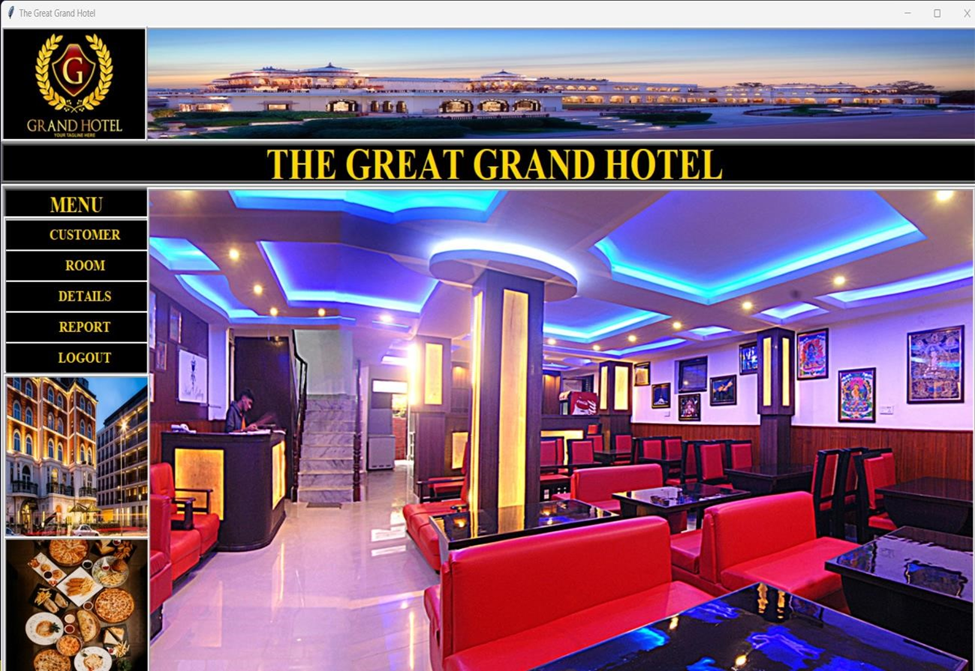 The Great Grand Hotel
G
GRAND HOTEL
YOUR TAGLINE HERE
THE GREAT GRAND HOTEL
MENU
CUSTOMER
ROOM
DETAILS
REPORT
LOGOUT